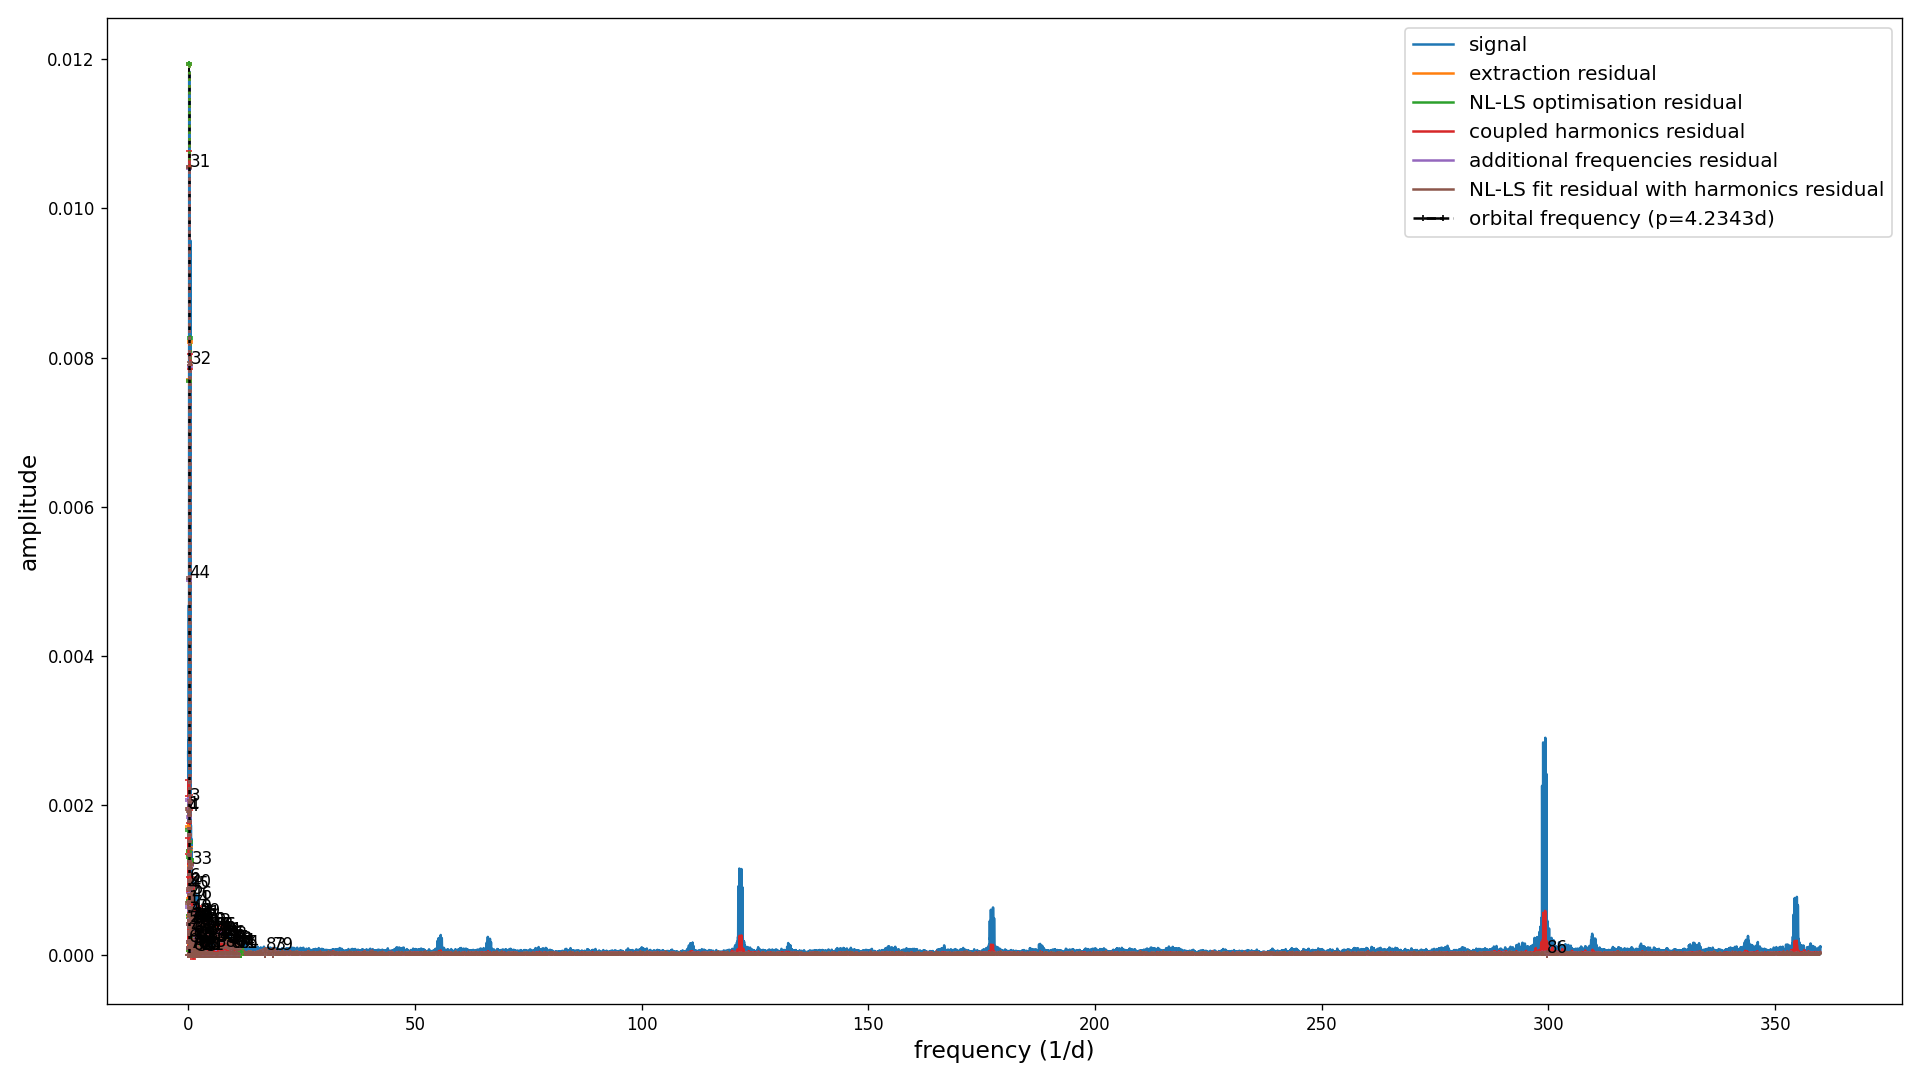 signal
extraction residual
NL-LS optimisation residual
coupled harmonics residual
additional frequencies residual
NL-LS fit residual with harmonics residual
orbital frequency (p=4.2343d)
0.012
0.010
0.008
0.006
0.004
0.002
0.000
amplitude
31
32
44
3
33
79
86
0
50
100
150
200
250
300
350
frequency (1/d)